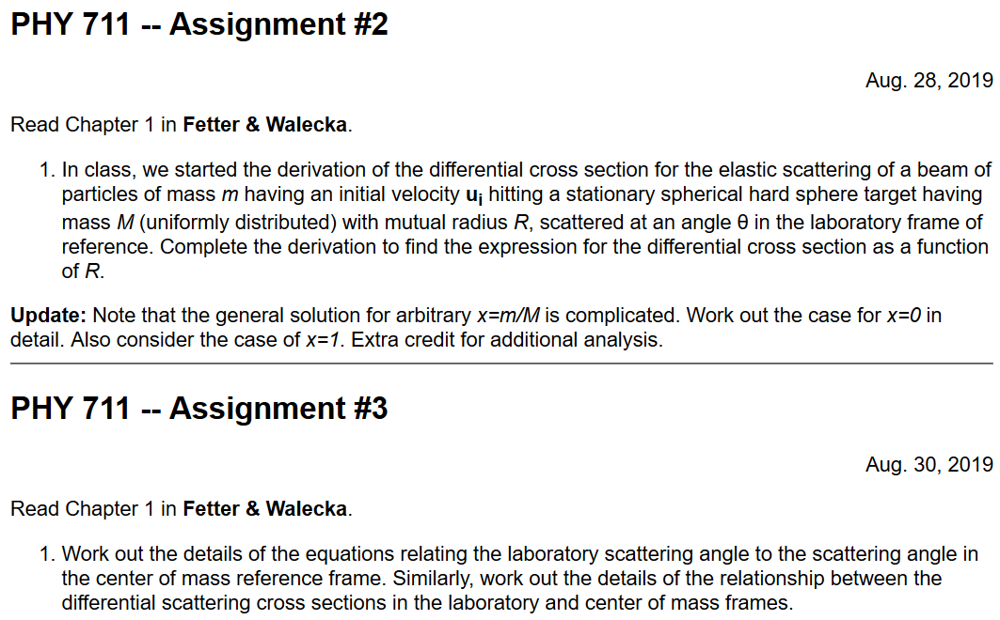 PHY 711 -- Assignment #2
Aug. 28, 2019
Read Chapter 1 in Fetter & Walecka.
1. In class, we started the derivation of the differential cross section for the elastic scattering of a beam of
particles of mass m having an initial velocity ui hitting a stationary spherical hard sphere target having
mass M (uniformly distributed) with mutual radius R, scattered at an angle θ in the laboratory frame of
reference. Complete the derivation to find the expression for the differential cross section as a function
of R.
Update: Note that the general solution for arbitrary x=m/M is complicated. Work out the case for x=0 in
detail. Also consider the case of x=1. Extra credit for additional analysis.
PHY 711 -- Assignment #3
Aug. 30, 2019
Read Chapter 1 in Fetter & Walecka.
1. Work out the details of the equations relating the laboratory scattering angle to the scattering angle in
the center of mass reference frame. Similarly, work out the details of the relationship between the
differential scattering cross sections in the laboratory and center of mass frames.